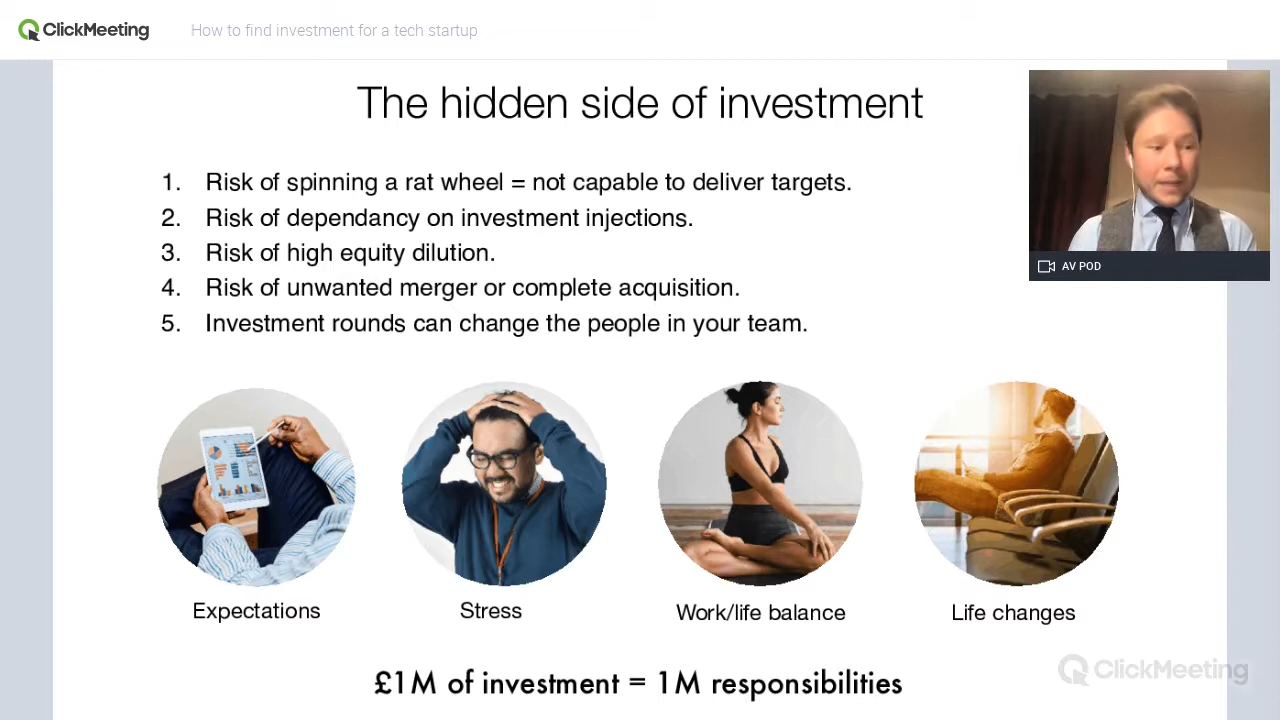 ClickMeeting How to find investment for a tech startup
The hidden side of investment
1. Risk of spinning a rat wheel = not capable to deliver targets.
2. Risk of dependancy on investment injections.
3. Risk of high equity dilution.
4. Risk of unwanted merger or complete acquisition.
5. Investment rounds can change the people in your team.
AV POD
Expectations
Stress
Work/life balance
Life changes
£1M of investment = 1M responsibilities
ClickMeeting